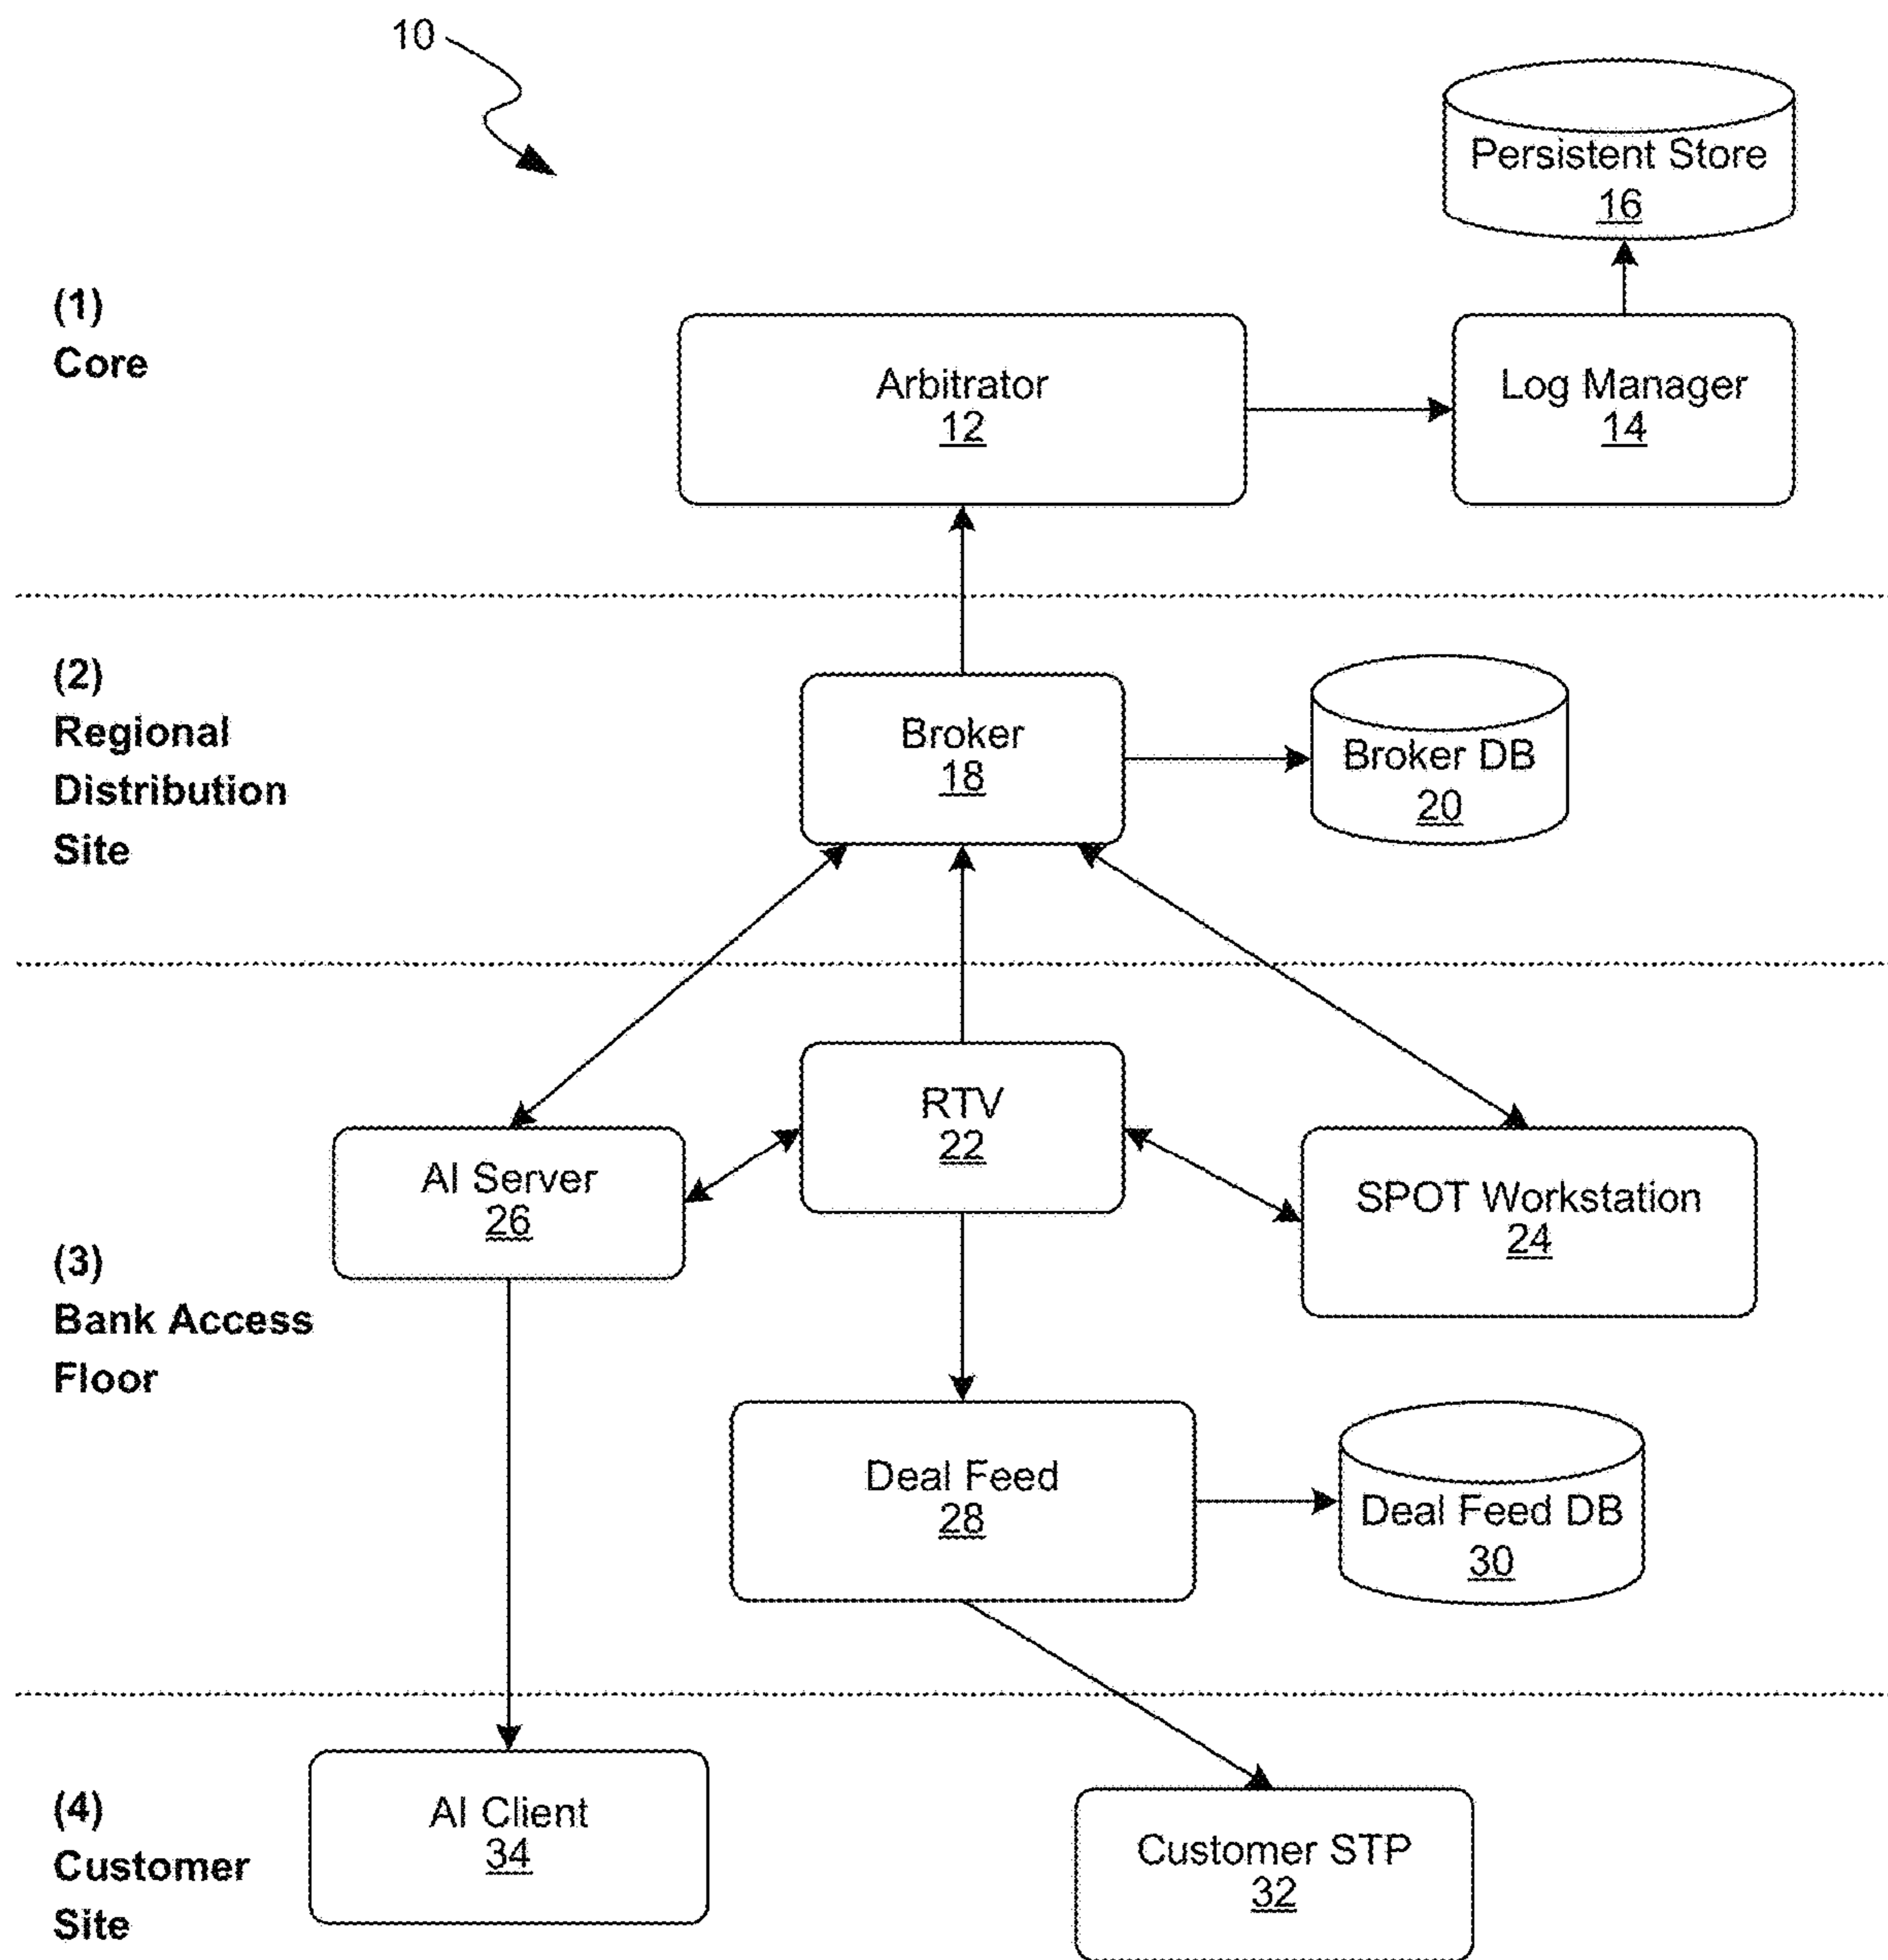 10
Persistent Store
16
(1)
Core
Arbitrator
12
Log Manager
14
(2)
Regional
Distribution
Site
Broker
18
Broker DB
20
RTV
22
AI Server
26
SPOT Workstation
24
(3)
Bank Access
Floor
Deal Feed
28
Deal Feed DB
30
(4)
Customer
Site
AI Client
34
Customer STP
32